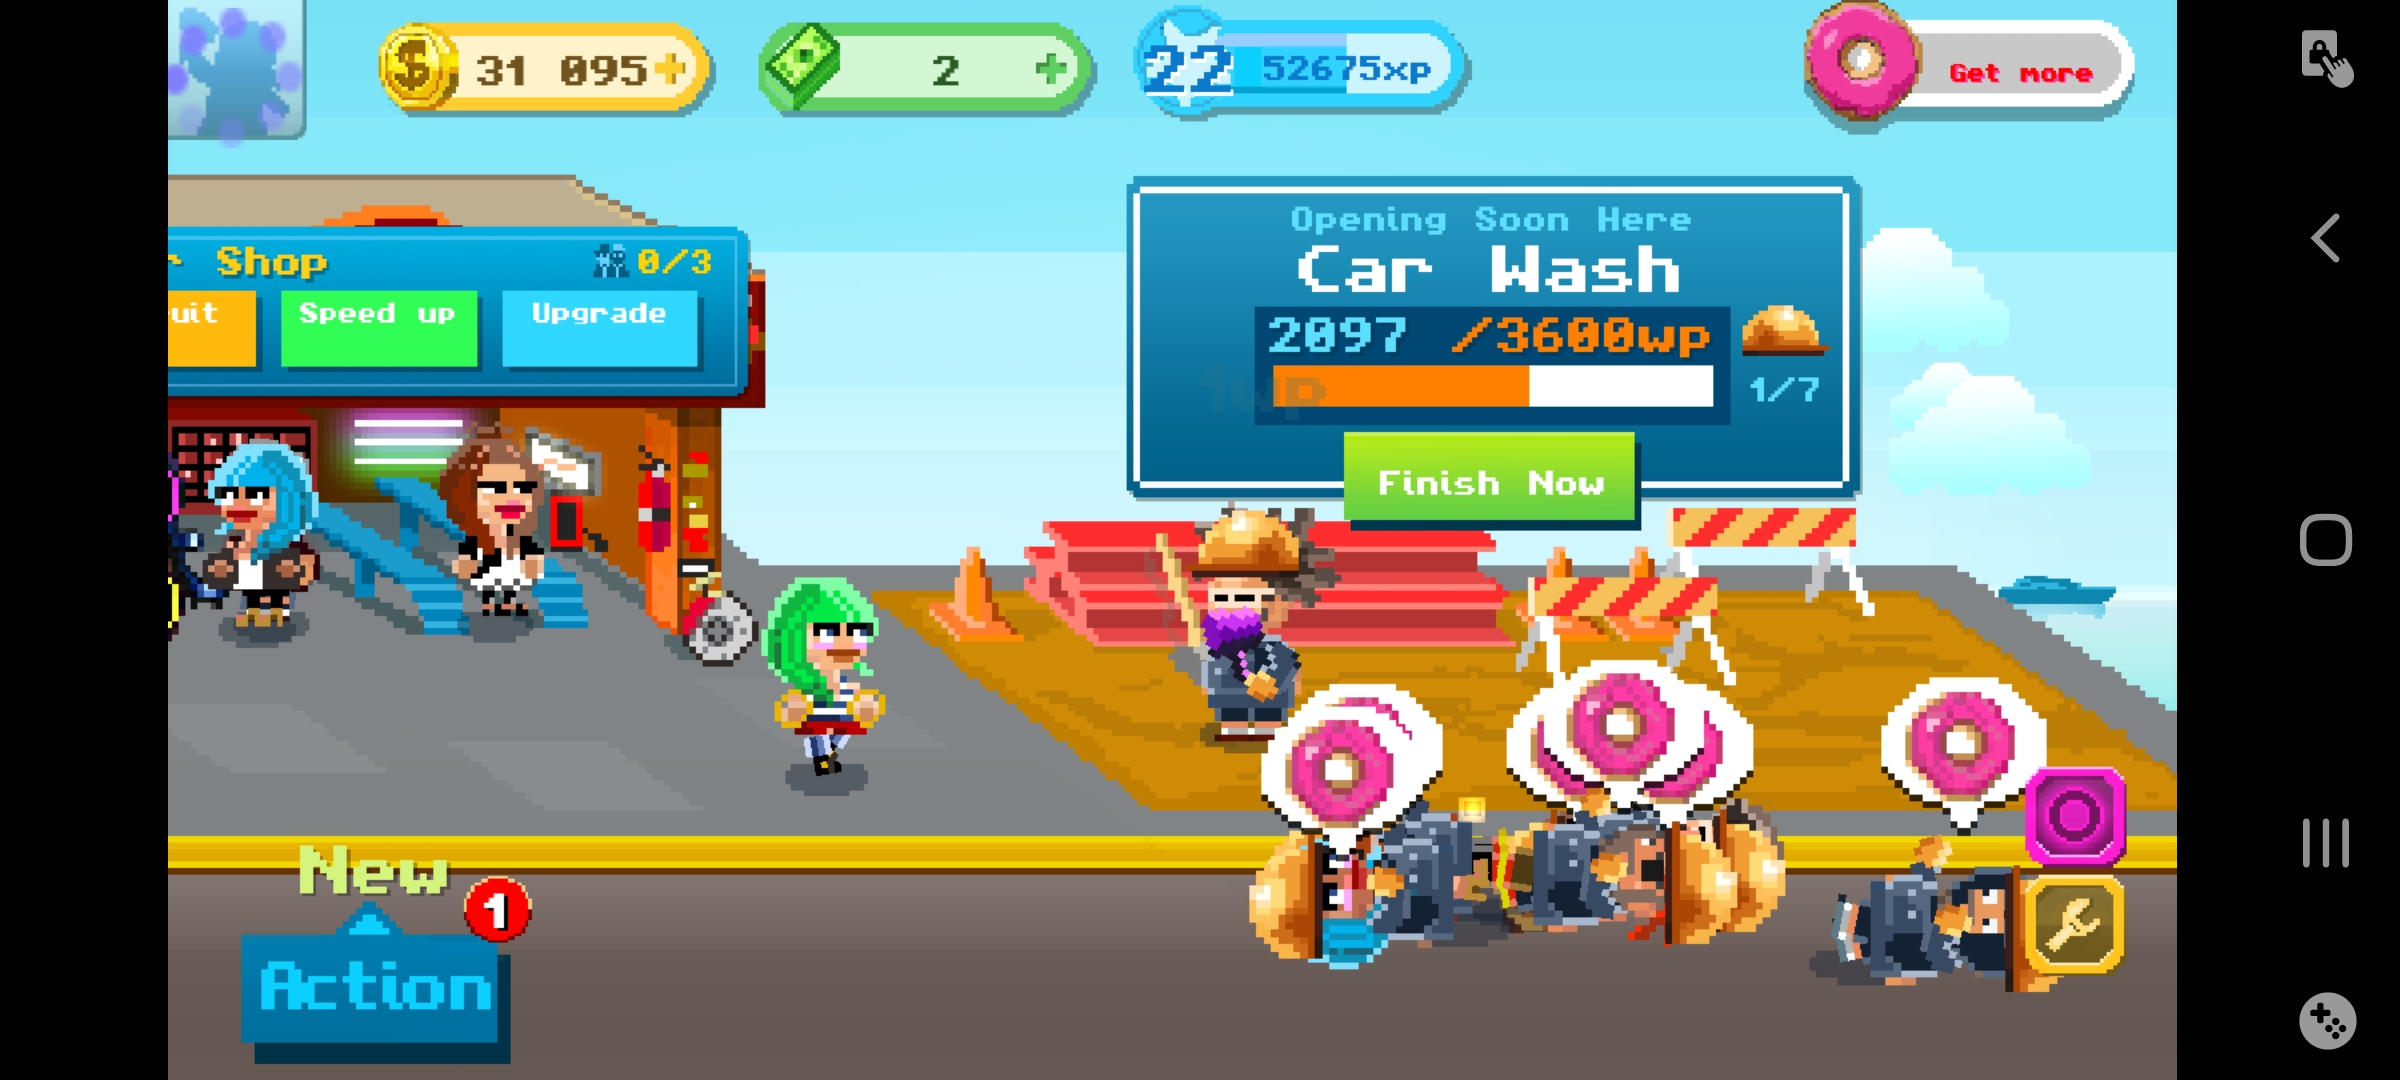 $ 31 095 +
2 +
22 52675xp
Get more
Shop 0/3
uit
Speed up
Upgrade
Opening Soon Here
Car Wash
2097 /3600wp
1wp
1/7
Finish Now
New
1
Action